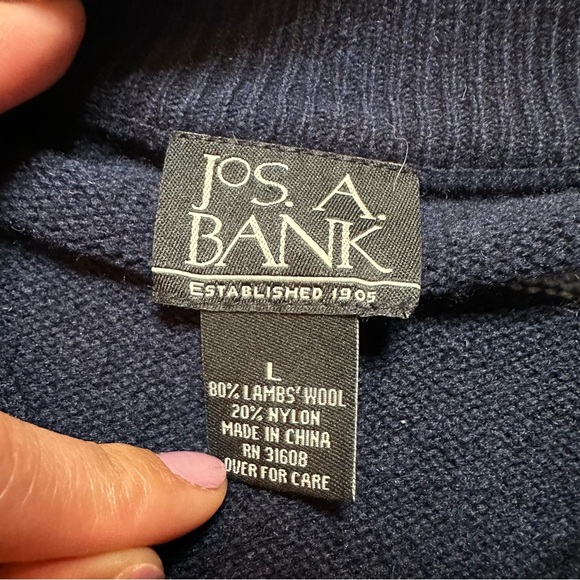 JOS. A.
BANK
ESTABLISHED 1905
L
80% LAMBS' WOOL
20% NYLON
MADE IN CHINA
RN 31608
OVER FOR CARE